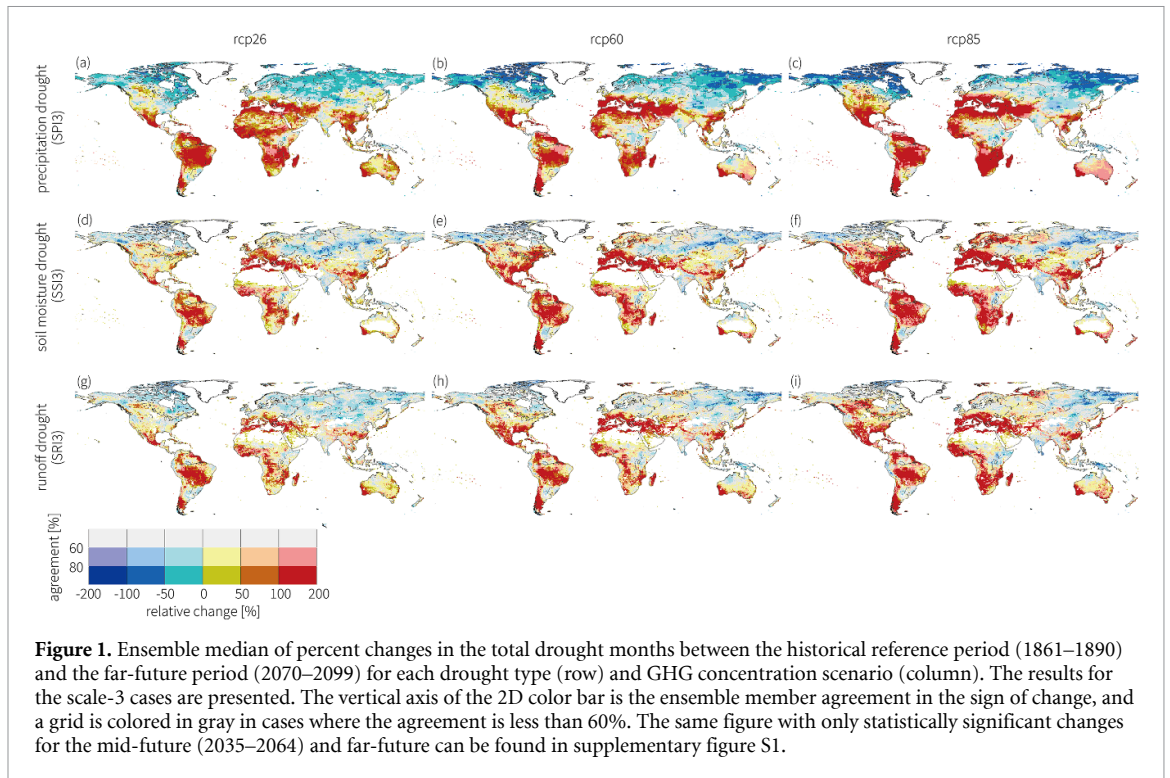 rcp26 rcp60 rcp85
(a) (b) (c)
precipitation drought
(SPI3)
(d) (e) (f)
soil moisture drought
(SSI3)
(g) (h) (i)
runoff drought
(SRI3)
agreement [%]
60
80
-200 -100 -50 0 50 100 200
relative change [%]
Figure 1. Ensemble median of percent changes in the total drought months between the historical reference period (1861–1890)
and the far-future period (2070–2099) for each drought type (row) and GHG concentration scenario (column). The results for
the scale-3 cases are presented. The vertical axis of the 2D color bar is the ensemble member agreement in the sign of change, and
a grid is colored in gray in cases where the agreement is less than 60%. The same figure with only statistically significant changes
for the mid-future (2035–2064) and far-future can be found in supplementary figure S1.